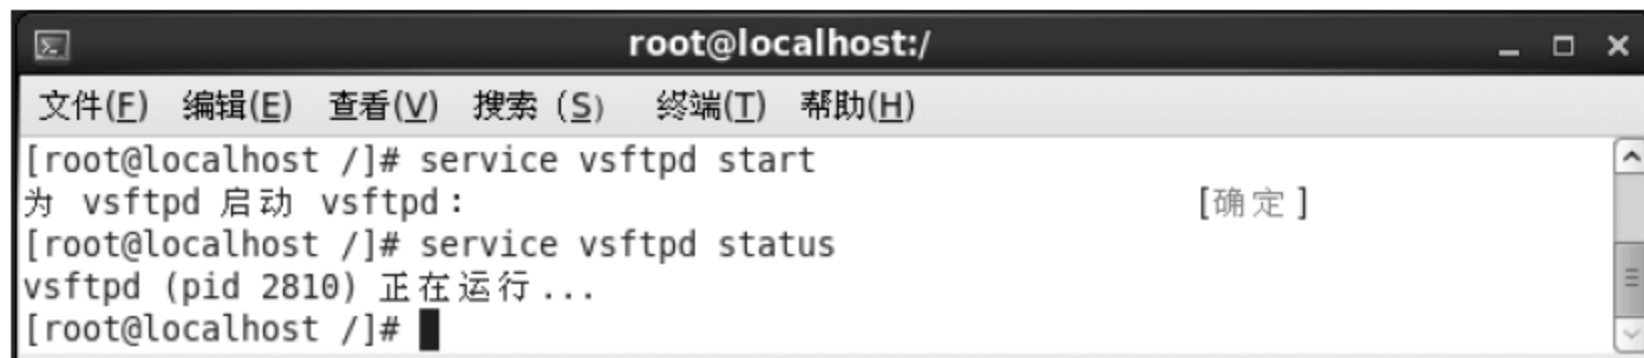 root@localhost:/
文件(F) 编辑(E) 查看(V) 搜索 (S) 终端(T) 帮助(H)
[root@localhost /]# service vsftpd start
为 vsftpd 启动 vsftpd： [确定]
[root@localhost /]# service vsftpd status
vsftpd (pid 2810) 正在运行...
[root@localhost /]#